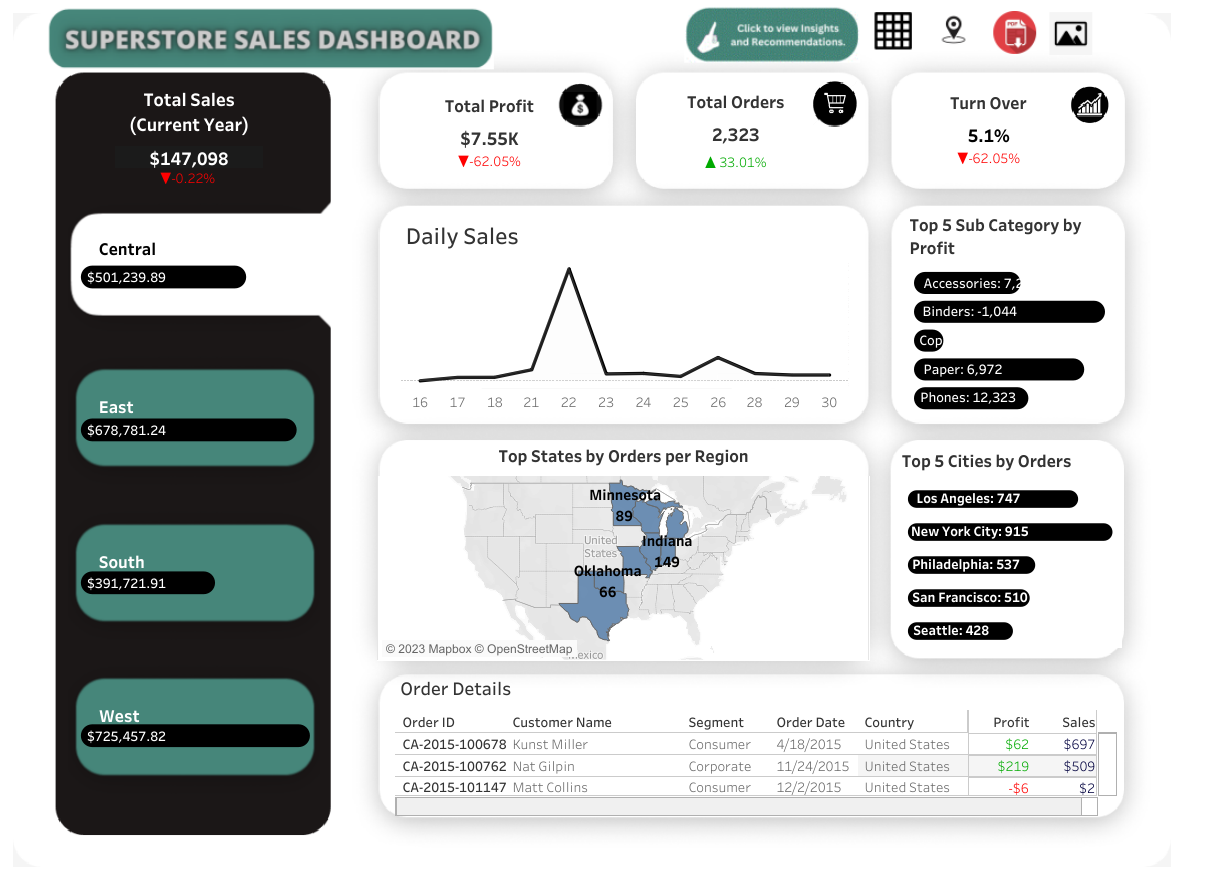 SUPERSTORE SALES DASHBOARD
Click to view Insights
and Recommendations.
PDF
Total Sales
(Current Year)
$147,098
▼-0.22%
Central
$501,239.89
East
$678,781.24
South
$391,721.91
West
$725,457.82
Total Profit
$7.55K
▼-62.05%
Total Orders
2,323
▲ 33.01%
Turn Over
5.1%
▼-62.05%
Daily Sales
16 17 18 21 22 23 24 25 26 28 29 30
Top 5 Sub Category by
Profit
Accessories: 7,2
Binders: -1,044
Cop
Paper: 6,972
Phones: 12,323
Top States by Orders per Region
Minnesota
89
United
States
Indiana
149
Oklahoma
66
© 2023 Mapbox © OpenStreetMap
Mexico
Top 5 Cities by Orders
Los Angeles: 747
New York City: 915
Philadelphia: 537
San Francisco: 510
Seattle: 428
Order Details
Order ID Customer Name Segment Order Date Country Profit Sales
CA-2015-100678 Kunst Miller Consumer 4/18/2015 United States $62 $697
CA-2015-100762 Nat Gilpin Corporate 11/24/2015 United States $219 $509
CA-2015-101147 Matt Collins Consumer 12/2/2015 United States -$6 $2